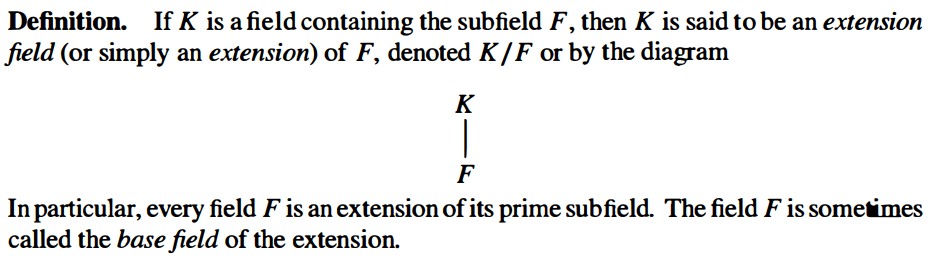 Definition. If K is a field containing the subfield F, then K is said to be an extension
field (or simply an extension) of F, denoted K/F or by the diagram
K
|
F
In particular, every field F is an extension of its prime subfield. The field F is sometimes
called the base field of the extension.